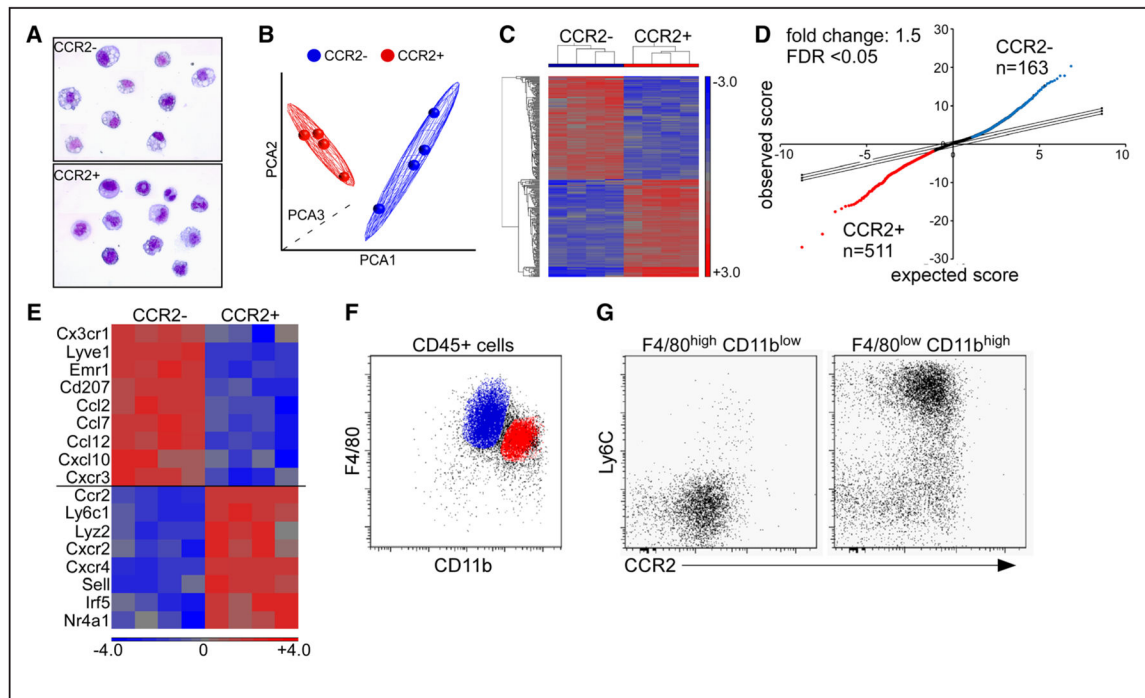 A
CCR2-
CCR2+
B
CCR2- CCR2+
PCA2
PCA3
PCA1
C
CCR2- CCR2+
-3.0
+3.0
D
fold change: 1.5
FDR <0.05
CCR2-
n=163
30
20
10
-10 -5 0 5 10
-10
-20
30
observed score
CCR2+
n=511
expected score
E
CCR2- CCR2+
Cx3cr1
Lyve1
Emr1
Cd207
Ccl2
Ccl7
Ccl12
Cxcl10
Cxcr3
Ccr2
Ly6c1
Lyz2
Cxcr2
Cxcr4
Sell
Irf5
Nr4a1
-4.0 0 +4.0
F
CD45+ cells
F4/80
CD11b
G
F4/80high CD11blow
F4/80low CD11bhigh
Ly6C
CCR2